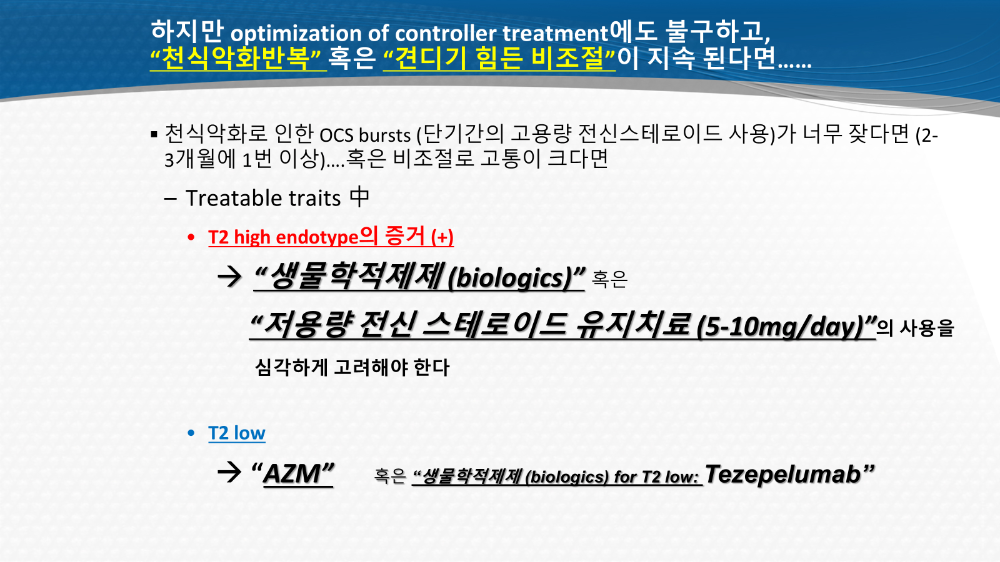 하지만 optimization of controller treatment에도 불구하고,
“천식악화반복” 혹은 “견디기 힘든 비조절”이 지속 된다면……
▪ 천식악화로 인한 OCS bursts (단기간의 고용량 전신스테로이드 사용)가 너무 잦다면 (2-
3개월에 1번 이상)….혹은 비조절로 고통이 크다면
– Treatable traits 中
• T2 high endotype의 증거 (+)
→ “생물학적제제 (biologics)” 혹은
“저용량 전신 스테로이드 유지치료 (5-10mg/day)”의 사용을
심각하게 고려해야 한다
• T2 low
→ “AZM” 혹은 “생물학적제제 (biologics) for T2 low: Tezepelumab”